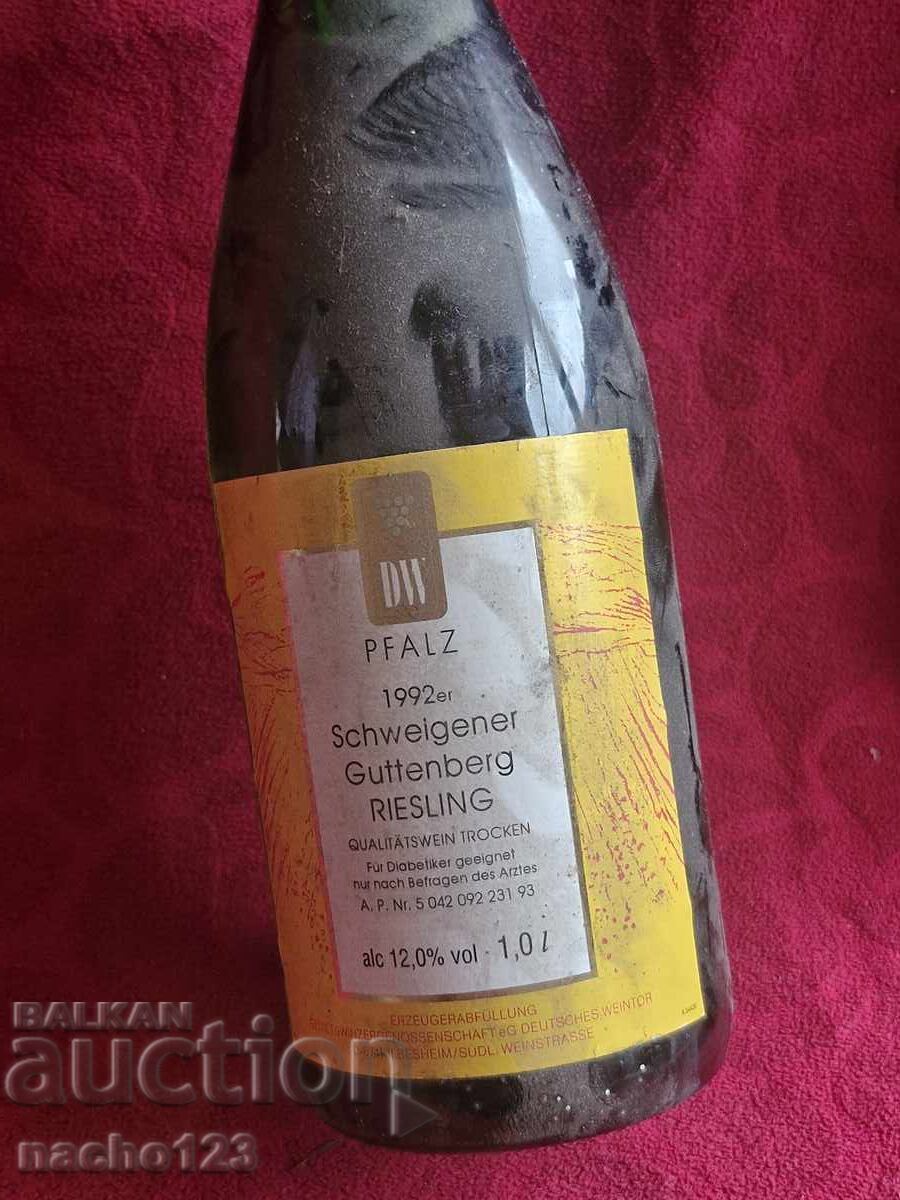 DW
PFALZ
1992er
Schweigener
Guttenberg
RIESLING
QUALITÄTSWEIN TROCKEN
Für Diabetiker geeignet
nur nach Befragen des Arztes
A. P. Nr. 5 042 092 231 93
alc 12,0% vol · 1,0 l
ERZEUGERABFÜLLUNG
EG DEUTSCHES WEINTOR
/SÜDL. WEINSTRASSE
BALKAN
auction
nacho123